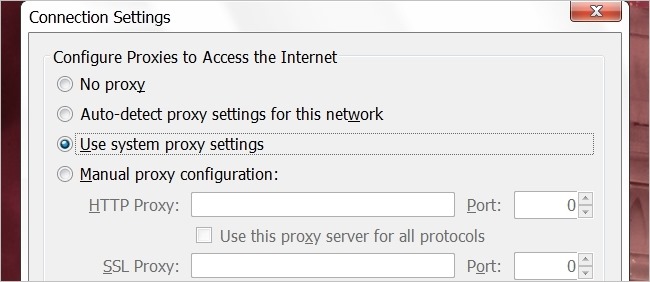 Connection Settings
Configure Proxies to Access the Internet
No proxy
Auto-detect proxy settings for this network
Use system proxy settings
Manual proxy configuration:
HTTP Proxy: Port: 0
Use this proxy server for all protocols
SSL Proxy: Port: 0